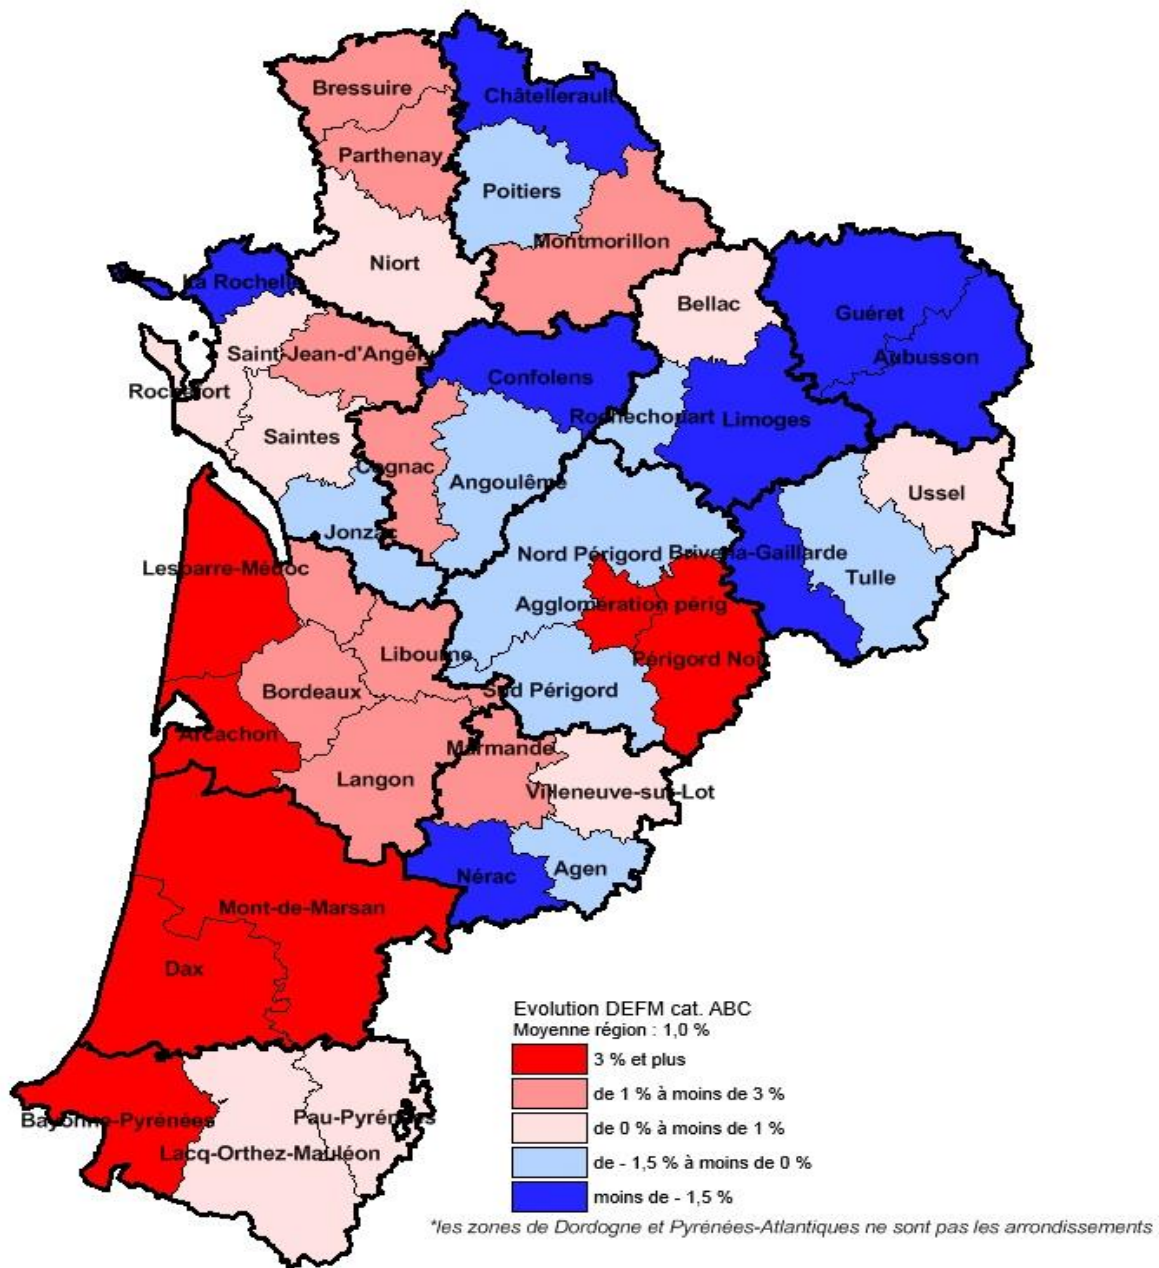 Bressuire
Châtellerault
Parthenay
Poitiers
Montmorillon
Niort
La Rochelle
Bellac
Guéret
Saint-Jean-d'Angély
Aubusson
Confolens
Rochefort
Rochechouart
Limoges
Saintes
Cognac
Angoulême
Ussel
Jonzac
Nord Périgord
Brive-la-Gaillarde
Lesparre-Médoc
Tulle
Agglomération périg
Libourne
Périgord Noir
Bordeaux
Sud Périgord
Arcachon
Marmande
Langon
Villeneuve-sur-Lot
Agen
Nérac
Mont-de-Marsan
Dax
Bayonne-Pyrénées
Pau-Pyrénées
Lacq-Orthez-Mauléon
Evolution DEFM cat. ABC
Moyenne région : 1,0 %
3 % et plus
de 1 % à moins de 3 %
de 0 % à moins de 1 %
de - 1,5 % à moins de 0 %
moins de - 1,5 %
*les zones de Dordogne et Pyrénées-Atlantiques ne sont pas les arrondissements